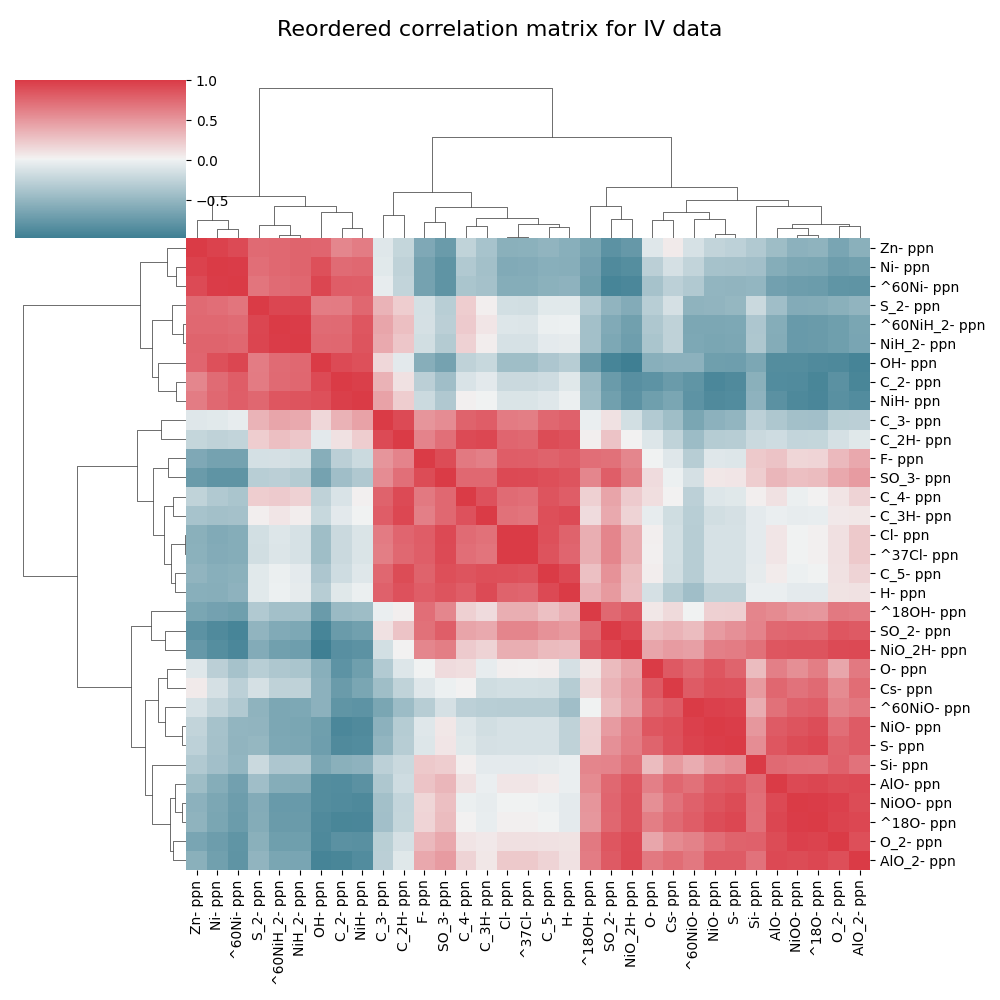 Reordered correlation matrix for IV data
1.0
0.5
0.0
−0.5
Zn- ppn
Ni- ppn
^60Ni- ppn
S_2- ppn
^60NiH_2- ppn
NiH_2- ppn
OH- ppn
C_2- ppn
NiH- ppn
C_3- ppn
C_2H- ppn
F- ppn
SO_3- ppn
C_4- ppn
C_3H- ppn
Cl- ppn
^37Cl- ppn
C_5- ppn
H- ppn
^18OH- ppn
SO_2- ppn
NiO_2H- ppn
O- ppn
Cs- ppn
^60NiO- ppn
NiO- ppn
S- ppn
Si- ppn
AlO- ppn
NiOO- ppn
^18O- ppn
O_2- ppn
AlO_2- ppn
Zn- ppn
Ni- ppn
^60Ni- ppn
S_2- ppn
^60NiH_2- ppn
NiH_2- ppn
OH- ppn
C_2- ppn
NiH- ppn
C_3- ppn
C_2H- ppn
F- ppn
SO_3- ppn
C_4- ppn
C_3H- ppn
Cl- ppn
^37Cl- ppn
C_5- ppn
H- ppn
^18OH- ppn
SO_2- ppn
NiO_2H- ppn
O- ppn
Cs- ppn
^60NiO- ppn
NiO- ppn
S- ppn
Si- ppn
AlO- ppn
NiOO- ppn
^18O- ppn
O_2- ppn
AlO_2- ppn